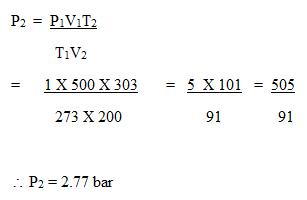 P₂ = P₁V₁T₂
T₁V₂
= 1 X 500 X 303 = 5 X 101 = 505
273 X 200 91 91
∴ P₂ = 2.77 bar